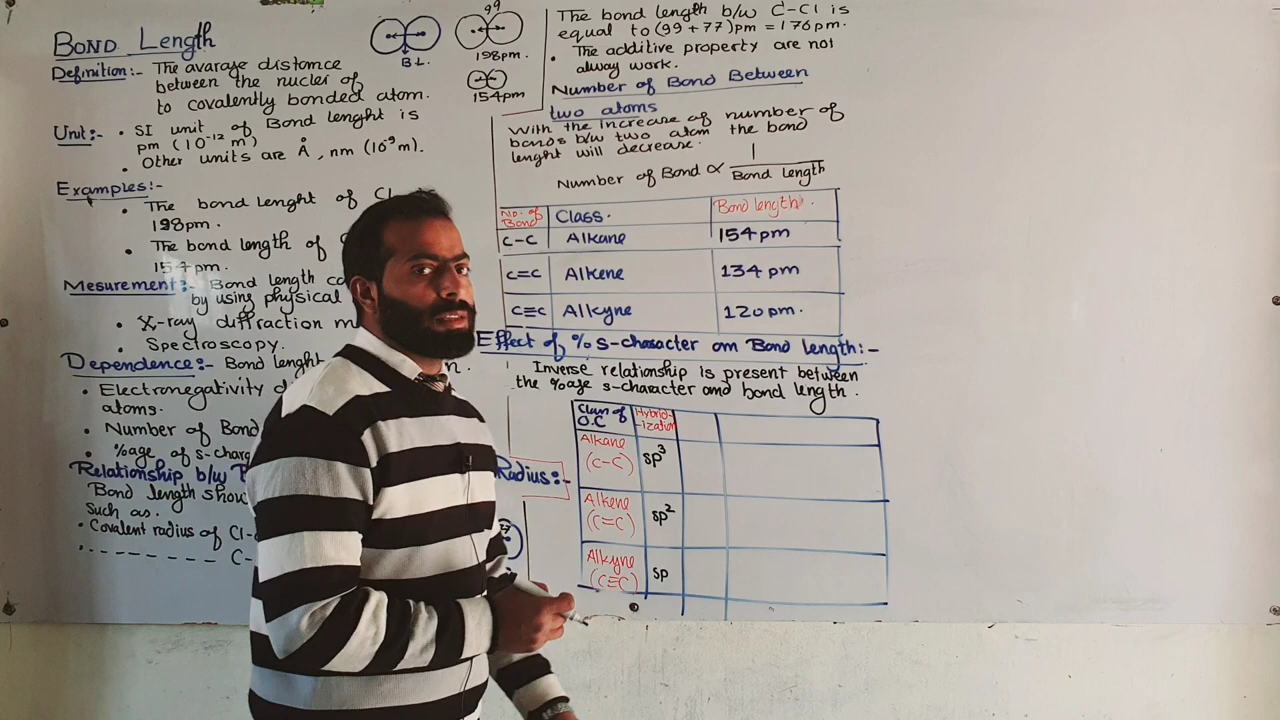 BOND Length
Definition:- The avarage distance
between the nuclei of
to covalently bonded atom.
Unit:- • SI unit of Bond lenght is
pm (10⁻¹² m)
• Other units are Å, nm (10⁻⁹ m).
Examples:-
• The bond lenght of Cl
198pm.
• The bond length of
154pm.
Mesurement:- Bond length
by using physical
• X-ray diffraction
• Spectroscopy.
Dependence:- Bond lenght
• Electronegativity
atoms.
• Number of Bond
• %age of s-char
Relationship b/w
Bond length
such as.
• Covalent radius of Cl-
• - - - - - - - C-
B.L.
99
198pm.
154pm
Radius:-
The bond length b/w C-Cl is
equal to (99+77)pm = 176pm.
• The additive property are not
alway work.
Number of Bond Between
two atoms
With the increase of number of
bonds b/w two atom the bond
lenght will decrease.
Number of Bond ∝ 1
Bond Length
No. of Bond Class. Bond length.
C-C Alkane 154pm
C=C Alkene 134 pm
C≡C Alkyne 120pm.
Effect of % s-character on Bond length:-
Inverse relationship is present between
the %age s-character and bond length.
Class of O.C Hybrid-ization
Alkane (C-C) sp³
Alkene (C=C) sp²
Alkyne (C≡C) sp